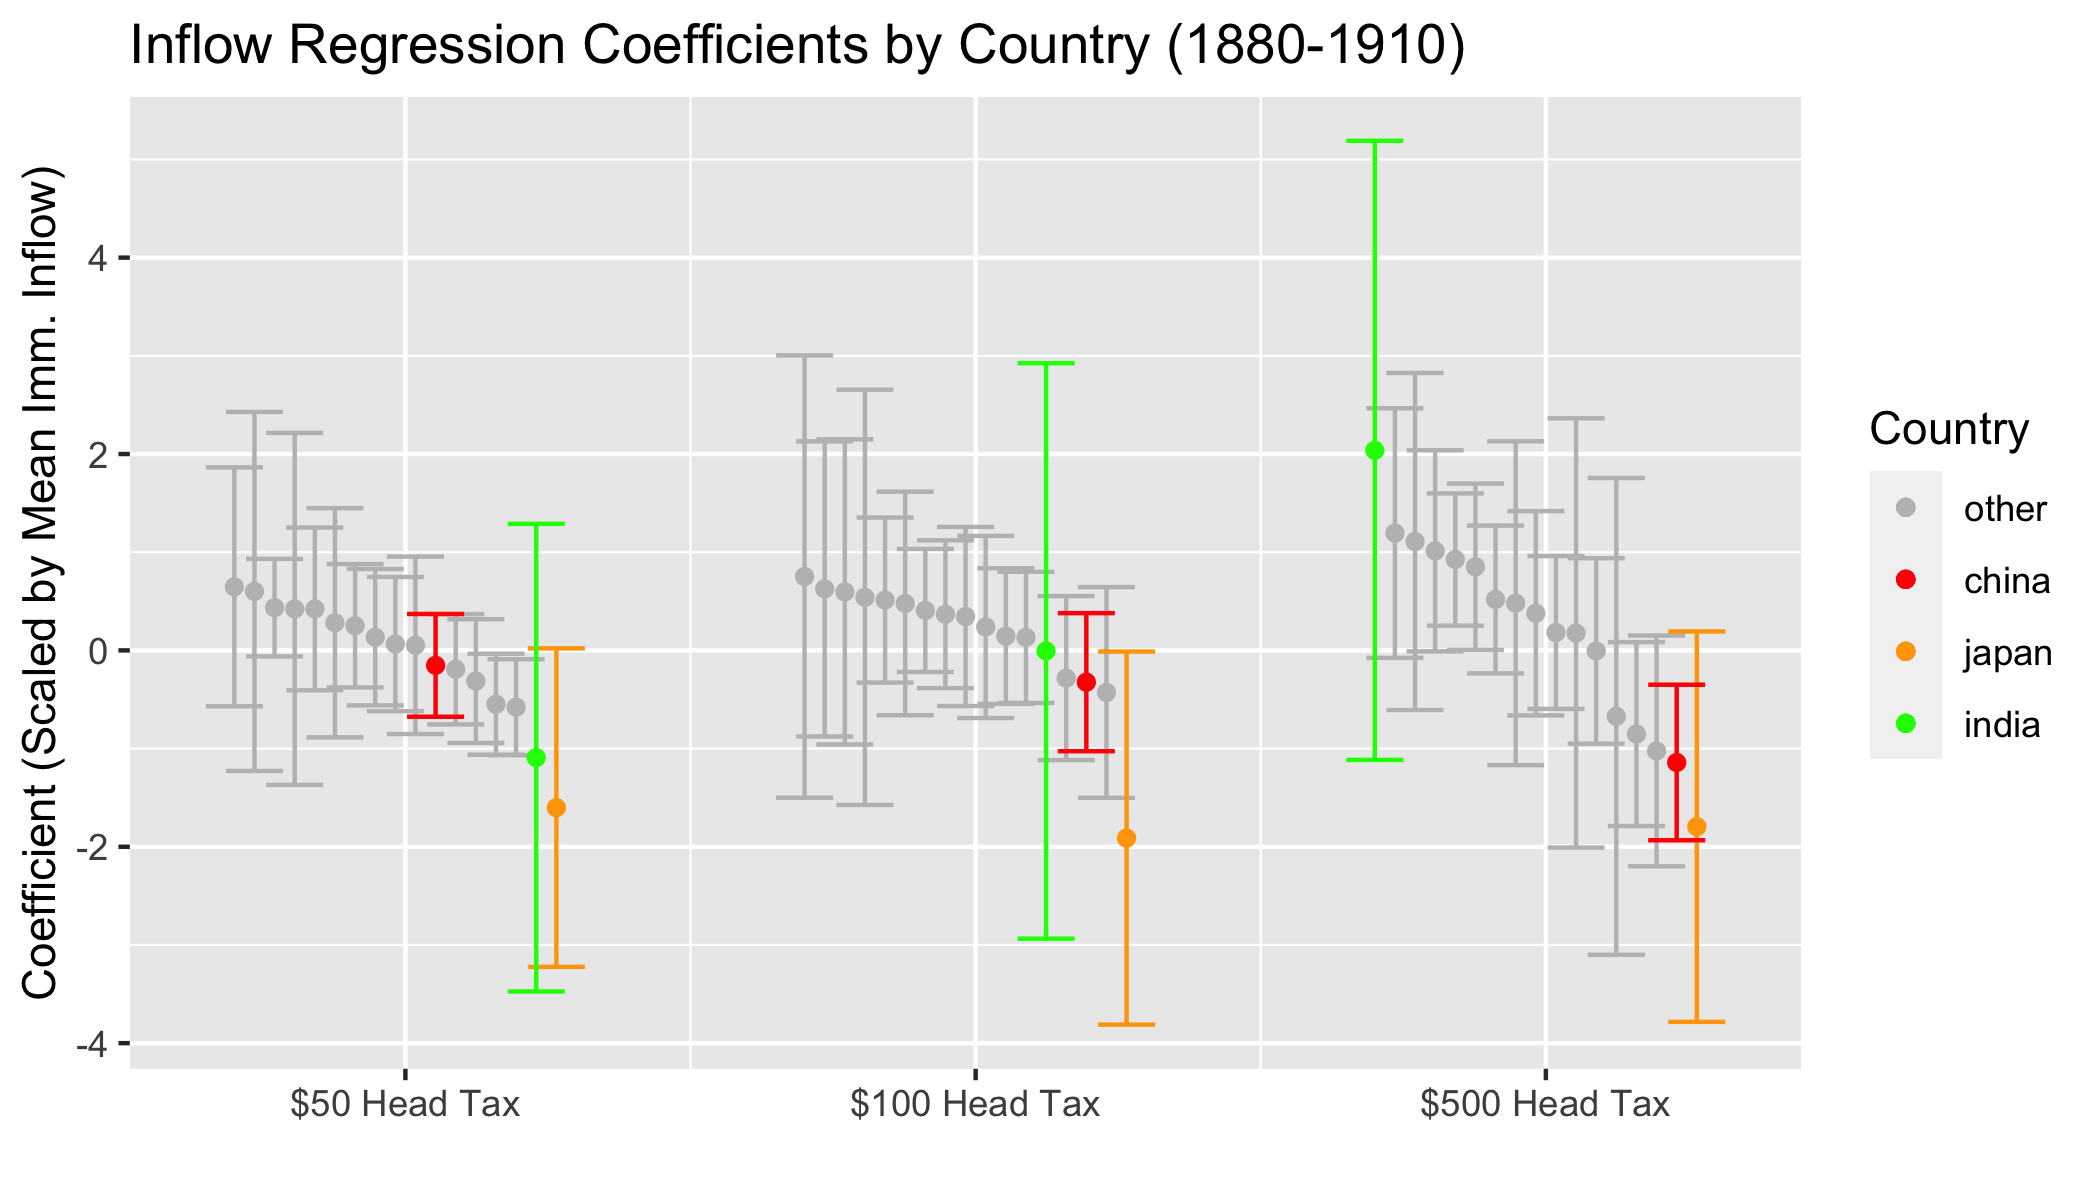 Inflow Regression Coefficients by Country (1880-1910)
Coefficient (Scaled by Mean Imm. Inflow)
4
2
0
-2
-4
$50 Head Tax
$100 Head Tax
$500 Head Tax
Country
other
china
japan
india